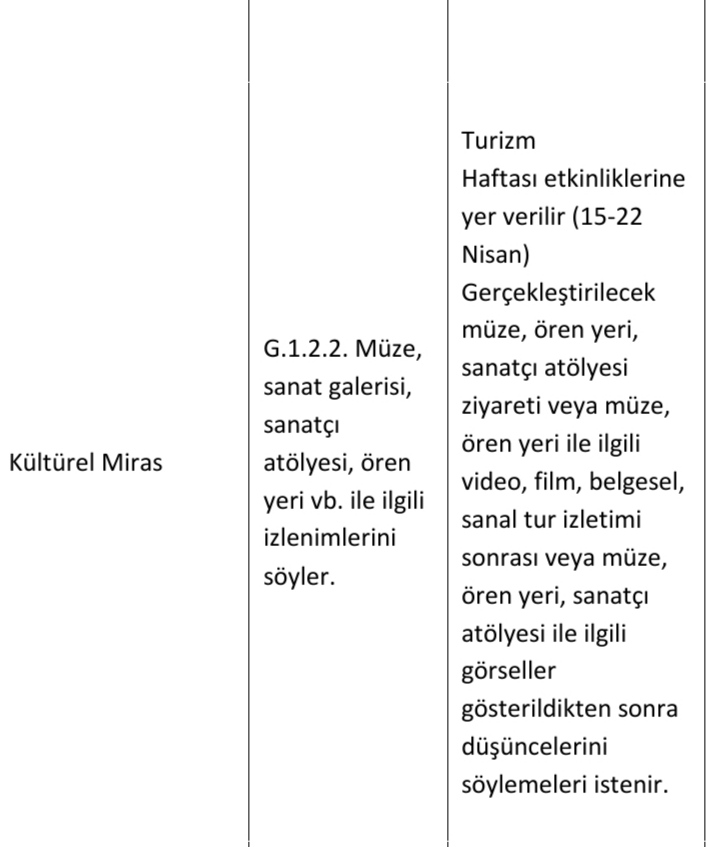 Kültürel Miras
G.1.2.2. Müze,
sanat galerisi,
sanatçı
atölyesi, ören
yeri vb. ile ilgili
izlenimlerini
söyler.
Turizm
Haftası etkinliklerine
yer verilir (15-22
Nisan)
Gerçekleştirilecek
müze, ören yeri,
sanatçı atölyesi
ziyareti veya müze,
ören yeri ile ilgili
video, film, belgesel,
sanal tur izletimi
sonrası veya müze,
ören yeri, sanatçı
atölyesi ile ilgili
görseller
gösterildikten sonra
düşüncelerini
söylemeleri istenir.